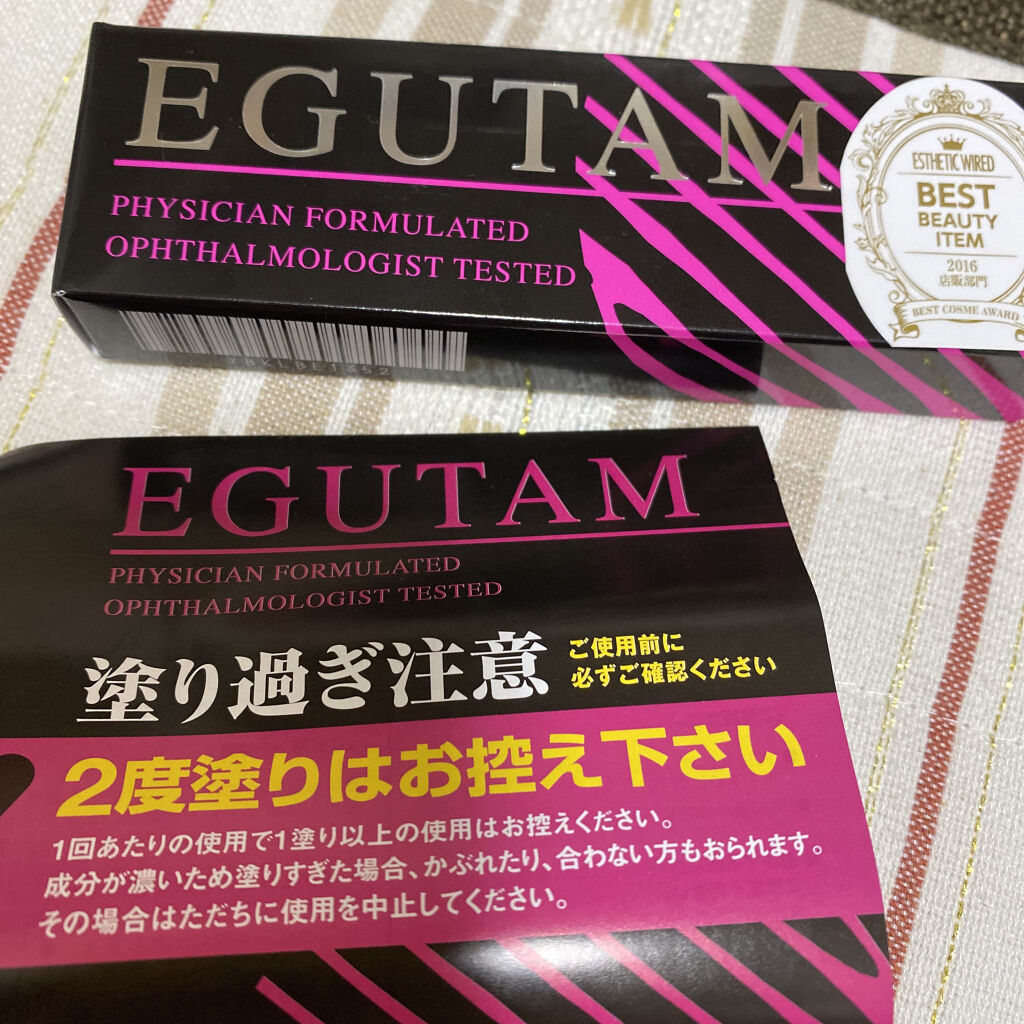 EGUTAM
PHYSICIAN FORMULATED
OPHTHALMOLOGIST TESTED
ESTHETIC WIRED
BEST
BEAUTY
ITEM
2016
店販部門
BEST COSME AWARD
EGUTAM
PHYSICIAN FORMULATED
OPHTHALMOLOGIST TESTED
塗り過ぎ注意
ご使用前に
必ずご確認ください
2度塗りはお控え下さい
1回あたりの使用で1塗り以上の使用はお控えください。
成分が濃いため塗りすぎた場合、かぶれたり、合わない方もおられます。
その場合はただちに使用を中止してください。